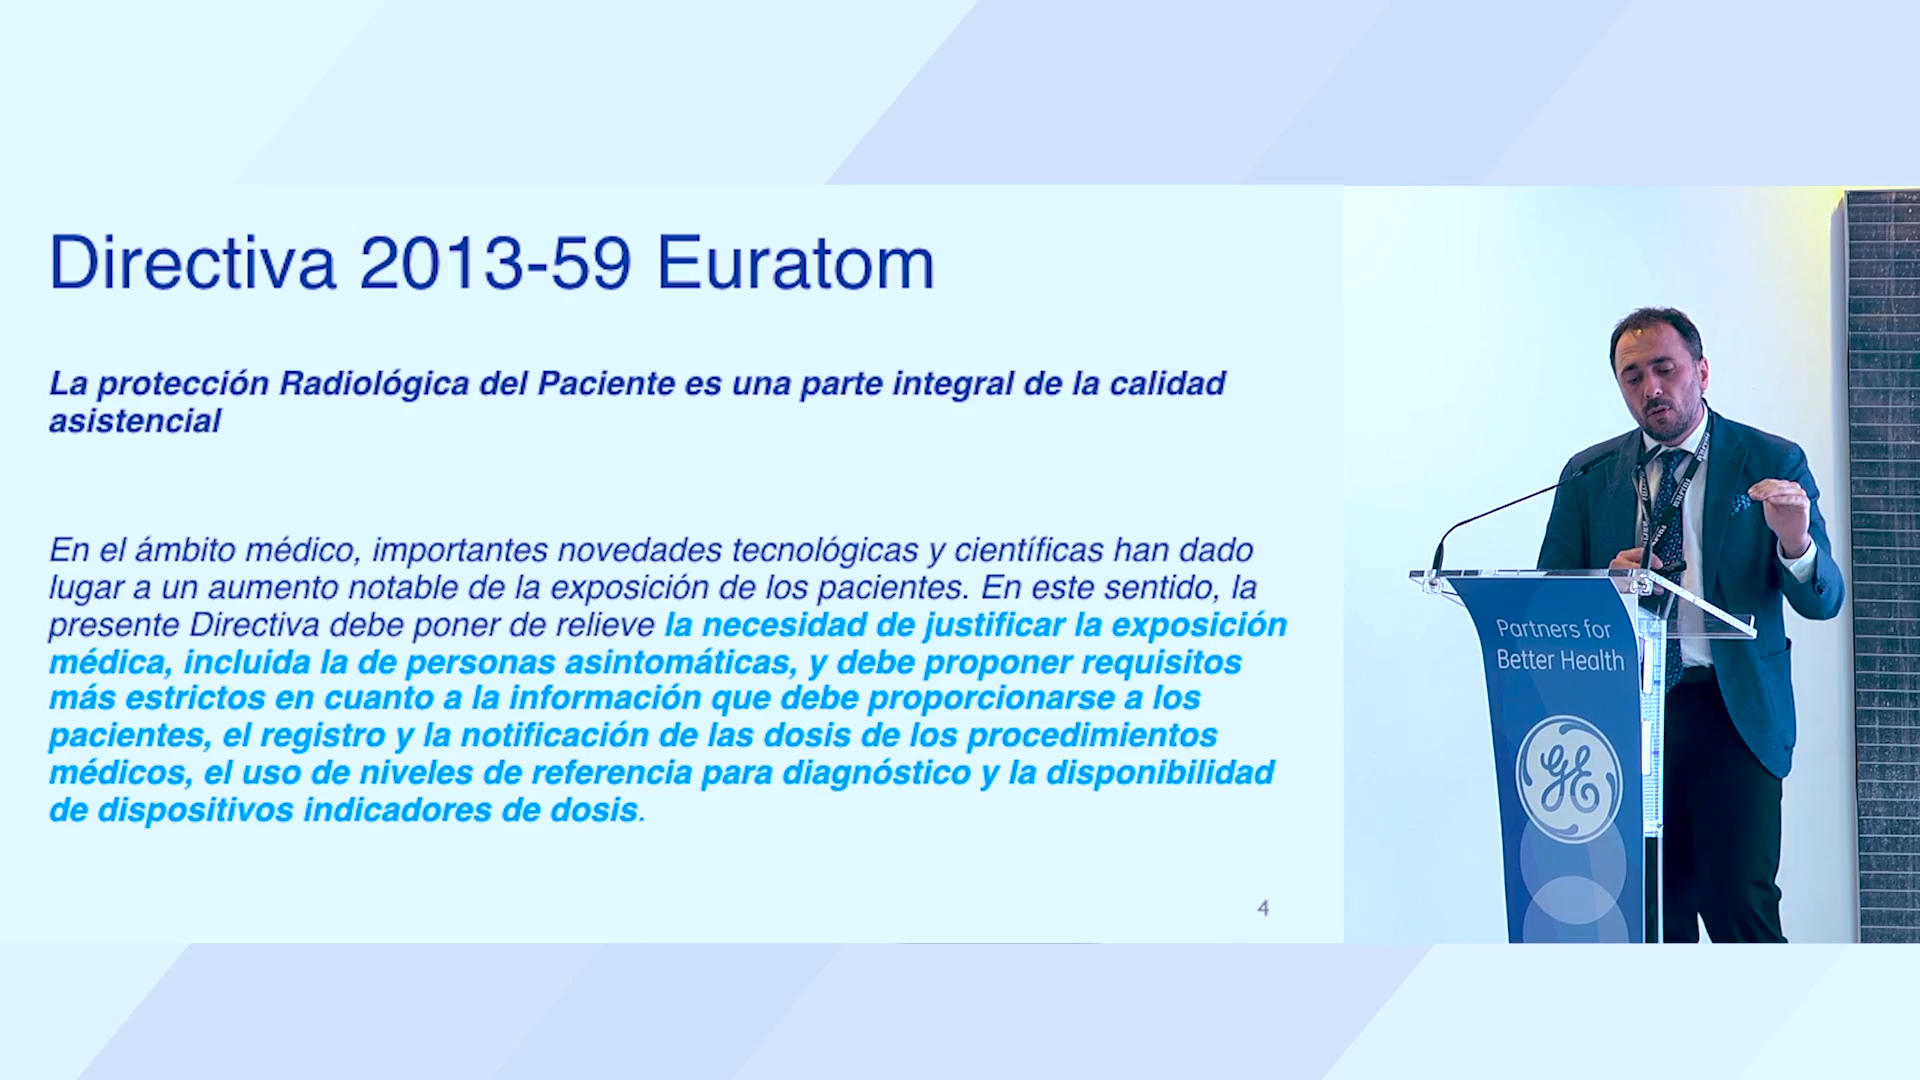 Directiva 2013-59 Euratom
La protección Radiológica del Paciente es una parte integral de la calidad
asistencial
En el ámbito médico, importantes novedades tecnológicas y científicas han dado
lugar a un aumento notable de la exposición de los pacientes. En este sentido, la
presente Directiva debe poner de relieve la necesidad de justificar la exposición
médica, incluida la de personas asintomáticas, y debe proponer requisitos
más estrictos en cuanto a la información que debe proporcionarse a los
pacientes, el registro y la notificación de las dosis de los procedimientos
médicos, el uso de niveles de referencia para diagnóstico y la disponibilidad
de dispositivos indicadores de dosis.
4
Partners for
Better Health
GE